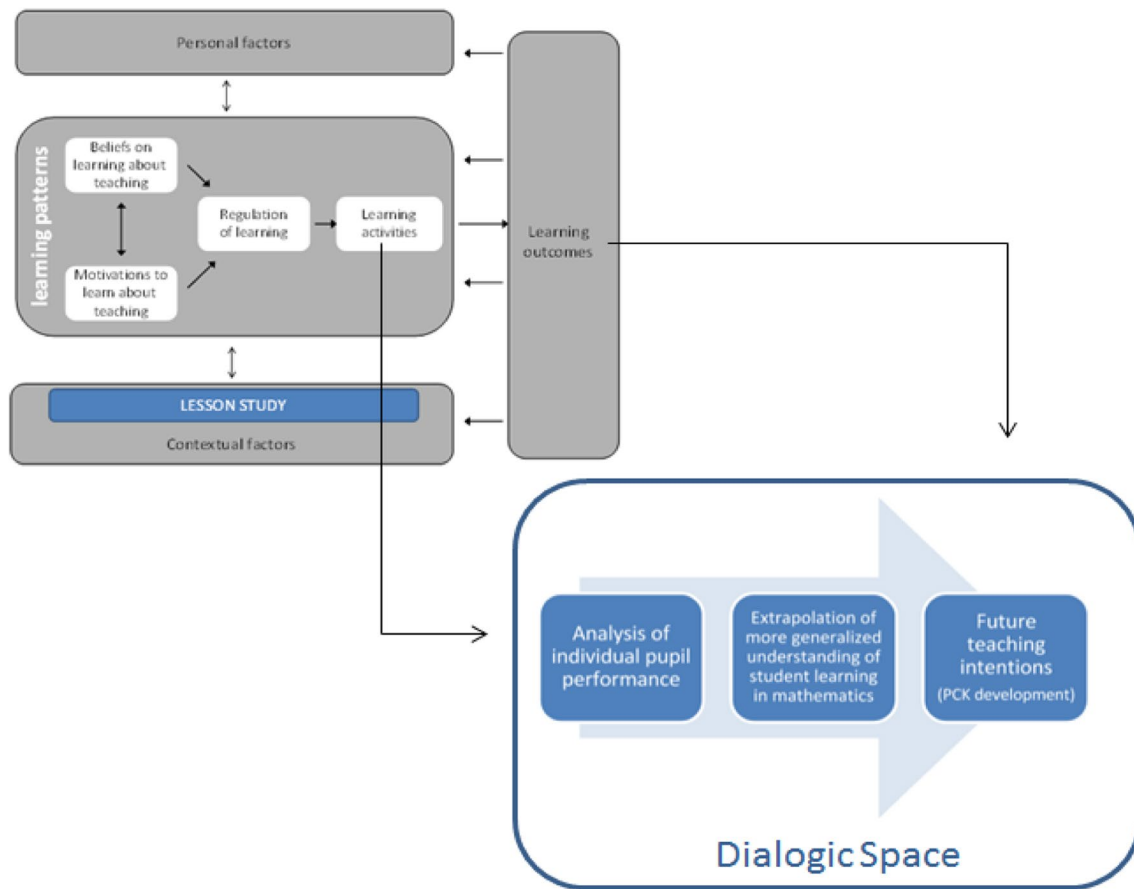 Personal factors
learning patterns
Beliefs on
learning about
teaching
Motivations to
learn about
teaching
Regulation
of learning
Learning
activities
Learning
outcomes
LESSON STUDY
Contextual factors
Analysis of
individual pupil
performance
Extrapolation of
more generalized
understanding of
student learning
in mathematics
Future
teaching
intentions
(PCK development)
Dialogic Space